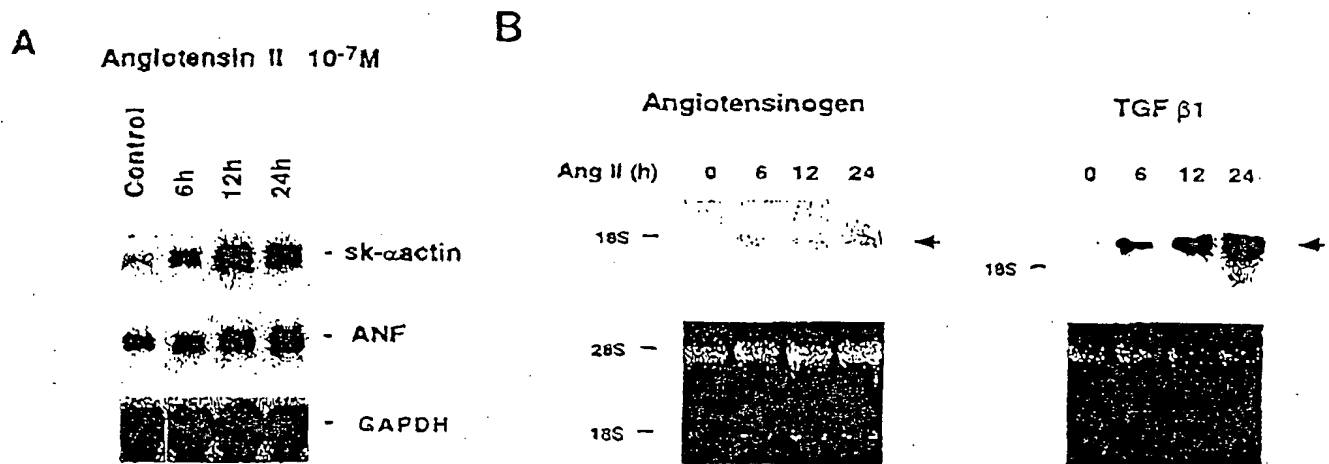 A
Angiotensin II 10⁻⁷M
Control 6h 12h 24h
- sk-αactin
- ANF
- GAPDH
B
Angiotensinogen
Ang II (h) 0 6 12 24
18S –
28S –
18S –
TGF β1
0 6 12 24
18S –